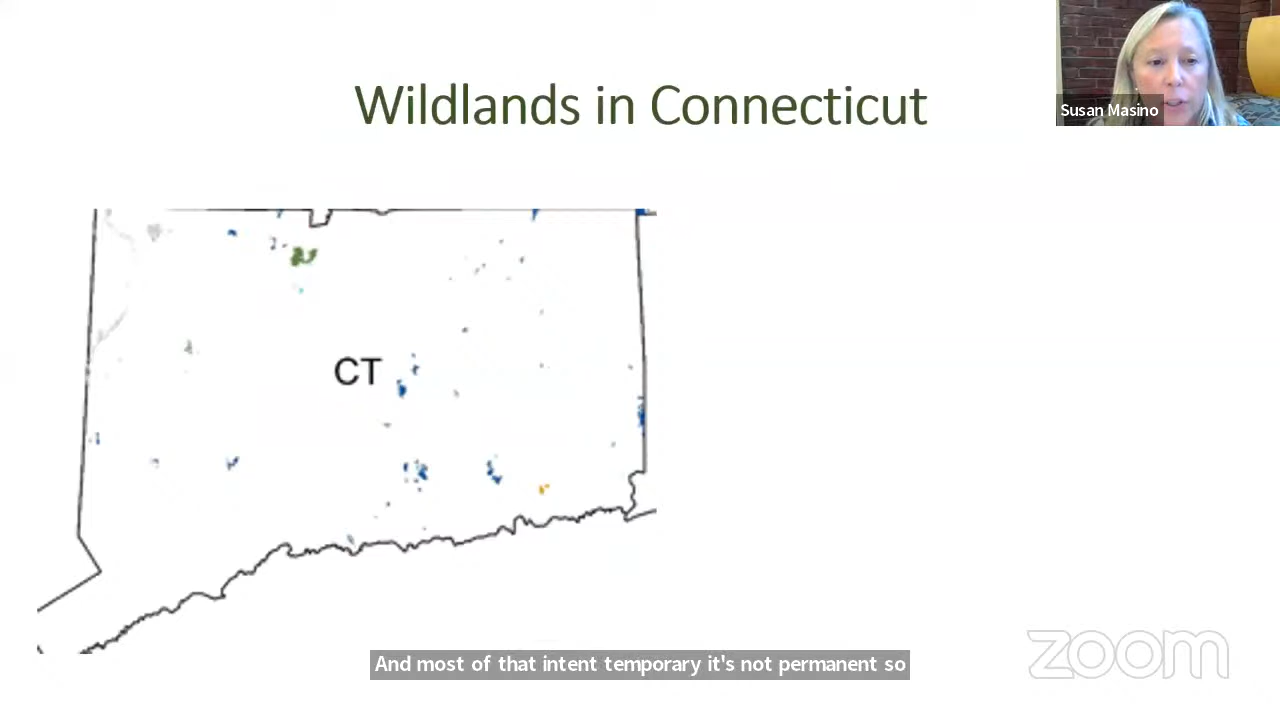 Wildlands in Connecticut
Susan Masino
CT
And most of that intent temporary it's not permanent so
zoom